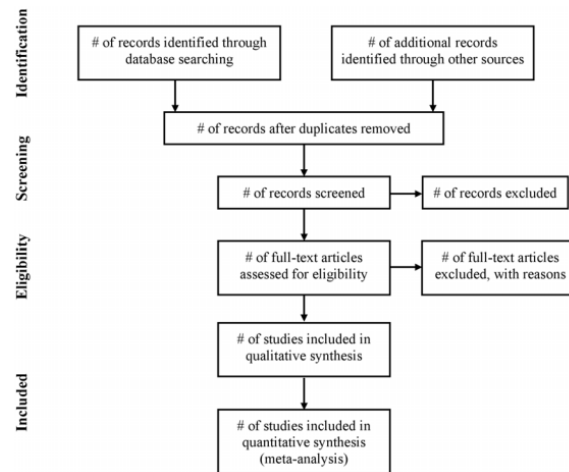 Identification
# of records identified through
database searching
# of additional records
identified through other sources
# of records after duplicates removed
Screening
# of records screened
# of records excluded
Eligibility
# of full-text articles
assessed for eligibility
# of full-text articles
excluded, with reasons
# of studies included in
qualitative synthesis
Included
# of studies included in
quantitative synthesis
(meta-analysis)